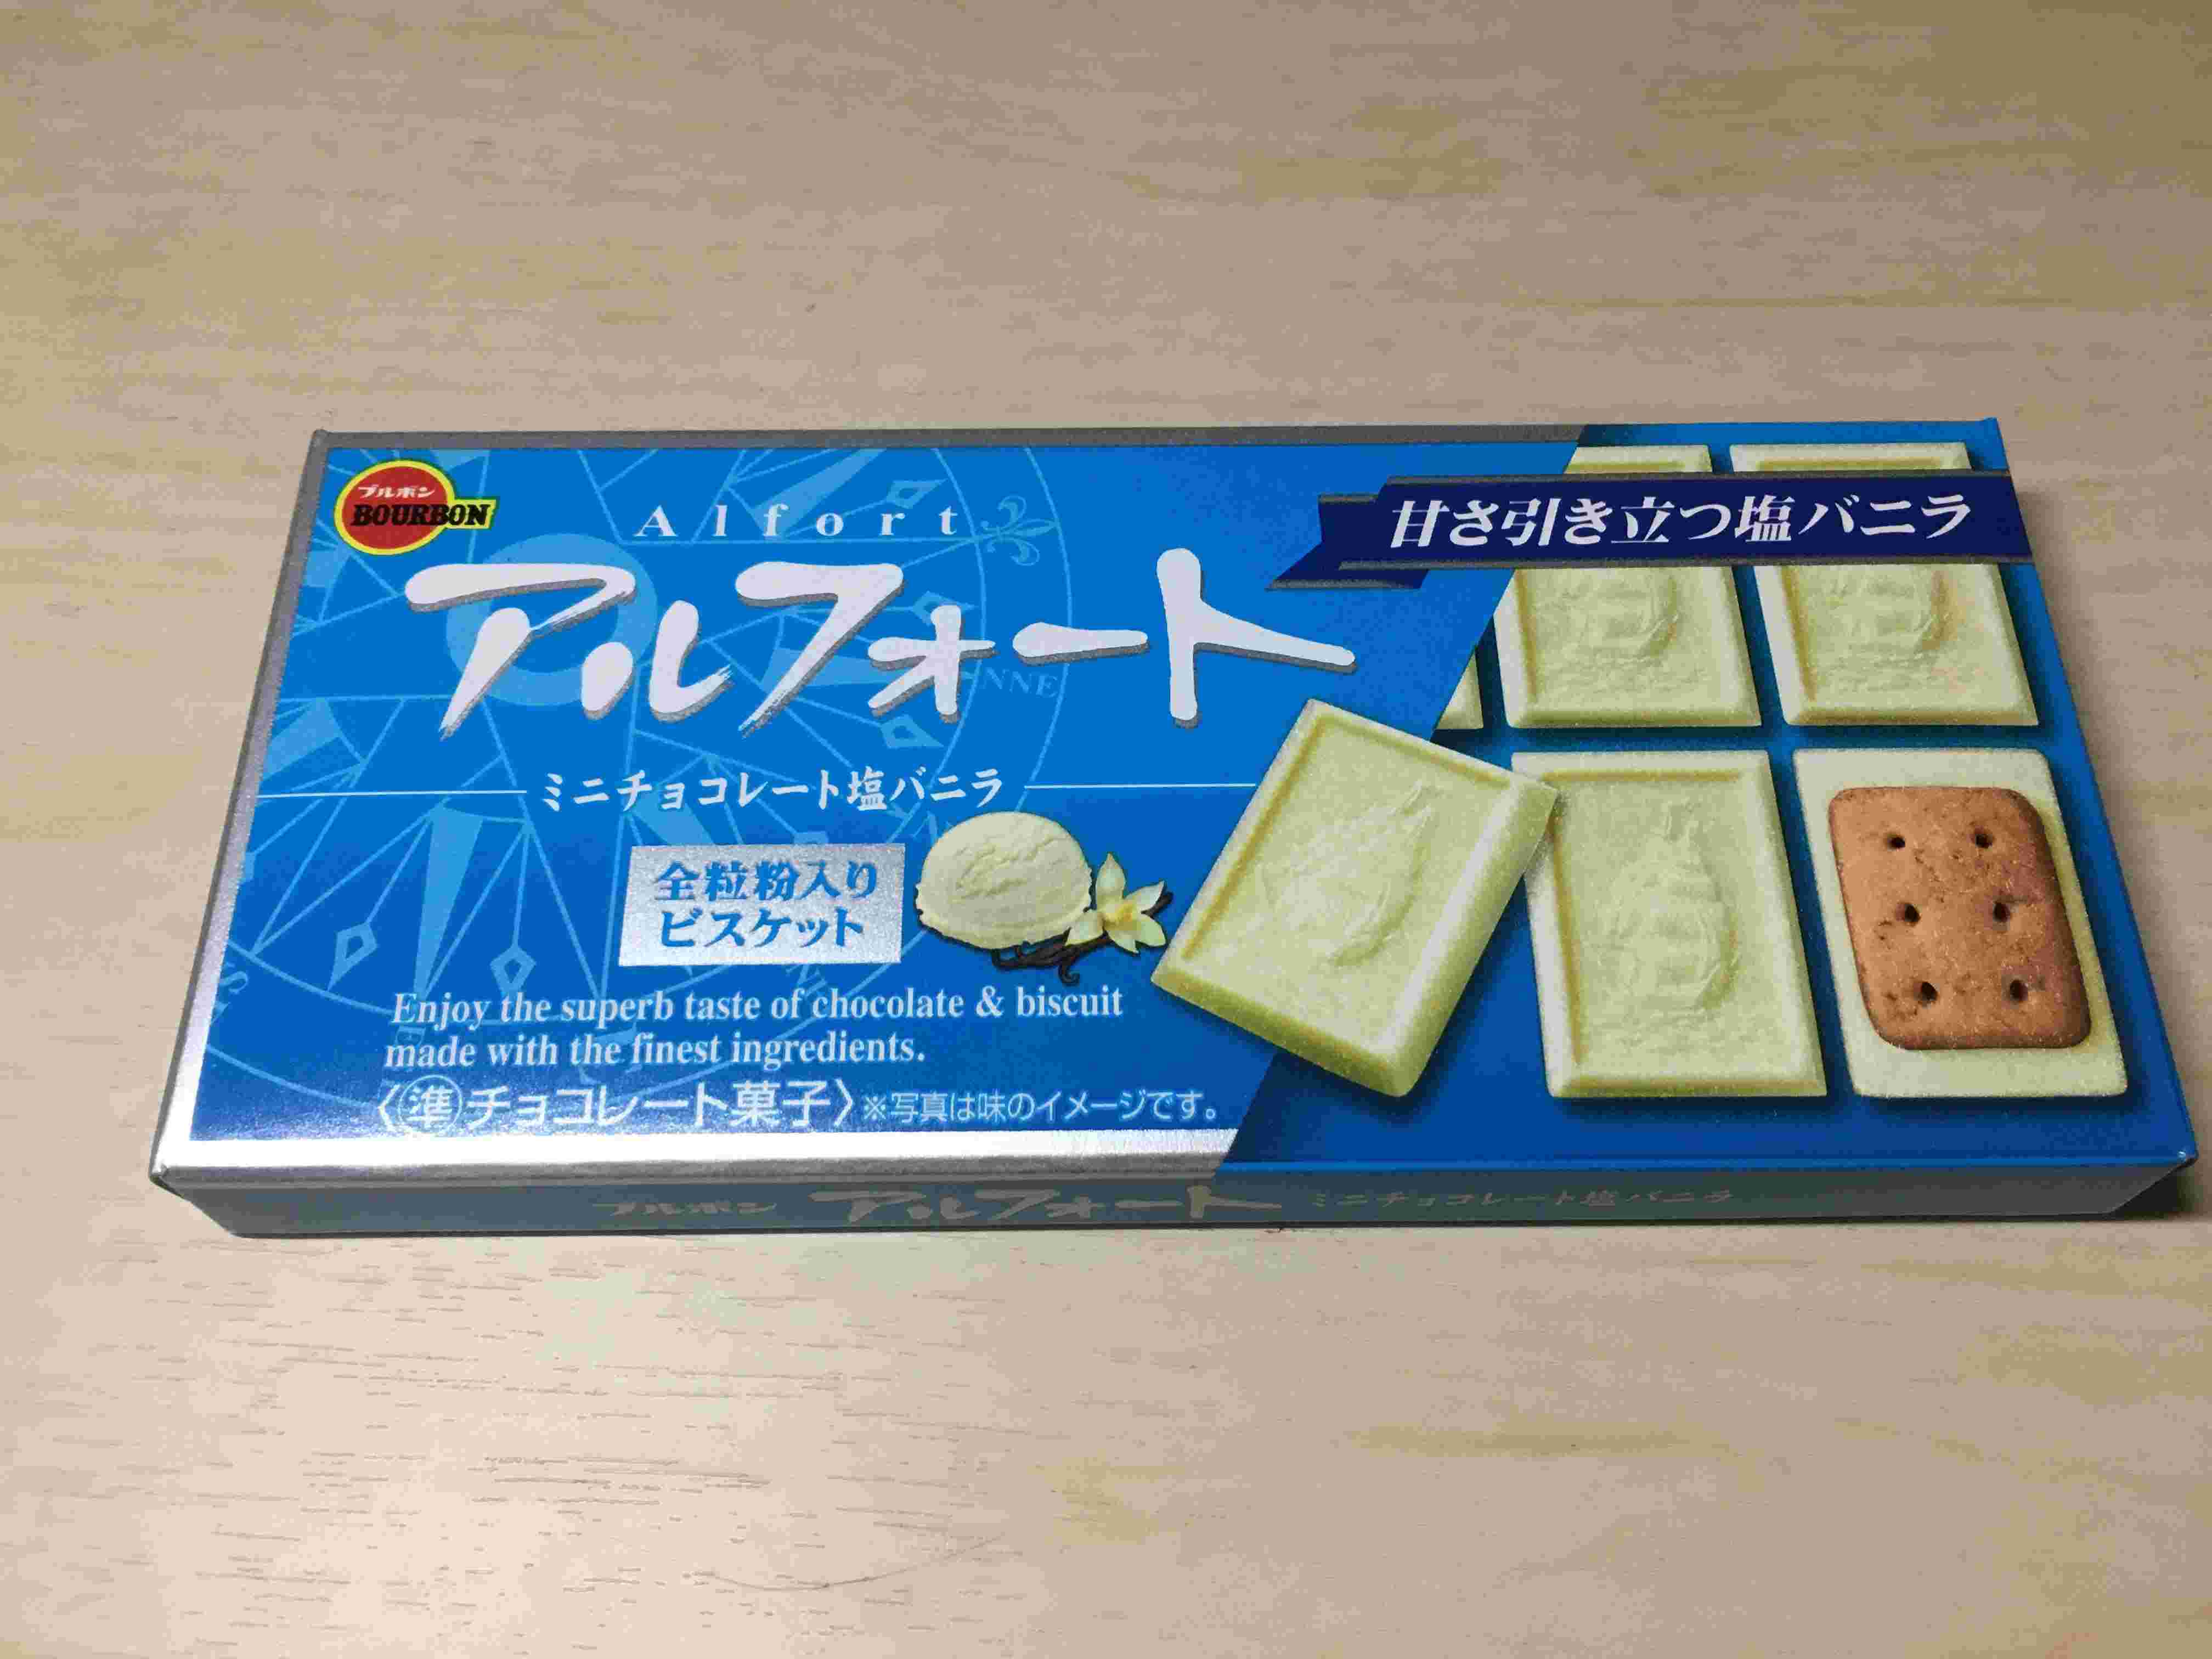 ブルボン
BOURBON
Alfort
アルフォート
甘さ引き立つ塩バニラ
ミニチョコレート塩バニラ
全粒粉入り
ビスケット
Enjoy the superb taste of chocolate & biscuit
made with the finest ingredients.
〈準チョコレート菓子〉※写真は味のイメージです。
ブルボン アルフォート ミニチョコレート塩バニラ